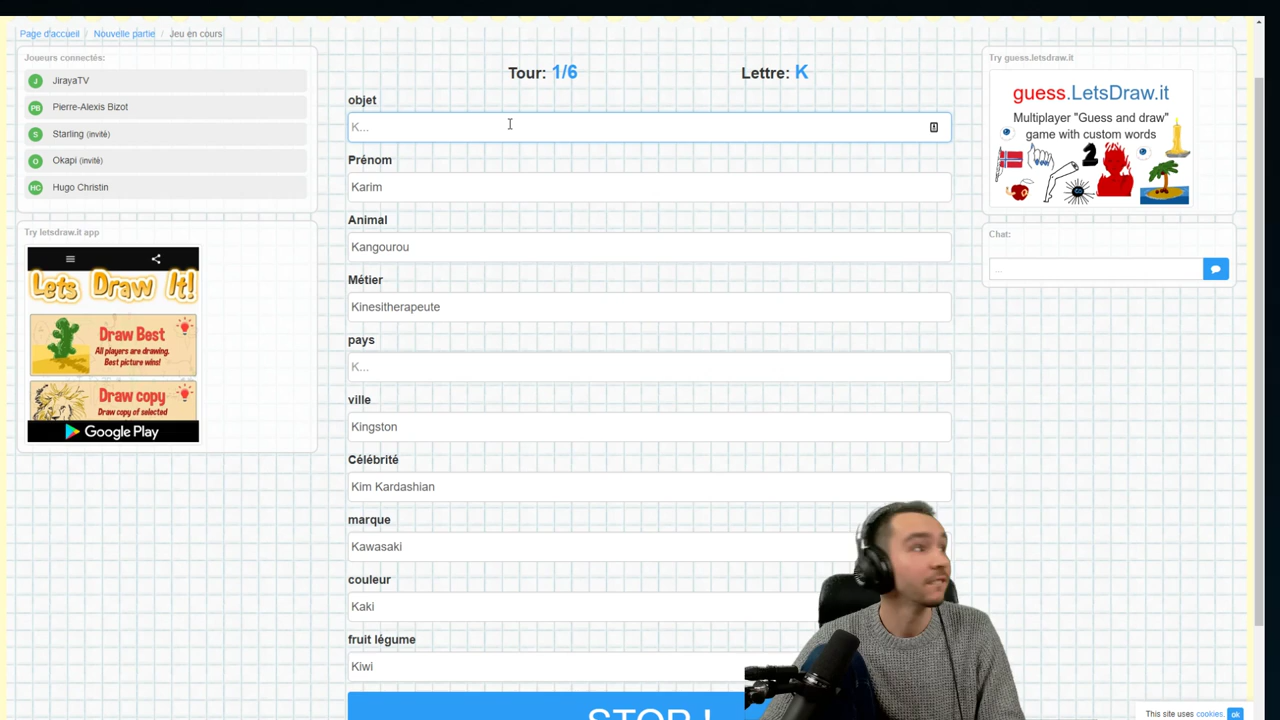 Page d'accueil / Nouvelle partie / Jeu en cours
Joueurs connectés:
J JirayaTV
PB Pierre-Alexis Bizot
S Starling (invité)
O Okapi (invité)
HC Hugo Christin
Try letsdraw.it app
Lets Draw It!
Draw Best
All players are drawing.
Best picture wins!
Draw copy
Draw copy of selected
Google Play
Tour: 1/6
Lettre: K
objet
K...
Prénom
Karim
Animal
Kangourou
Métier
Kinesitherapeute
pays
K...
ville
Kingston
Célébrité
Kim Kardashian
marque
Kawasaki
couleur
Kaki
fruit légume
Kiwi
STOP !
Try guess.letsdraw.it
guess.LetsDraw.it
Multiplayer "Guess and draw"
game with custom words
Chat:
...
This site uses cookies. ok